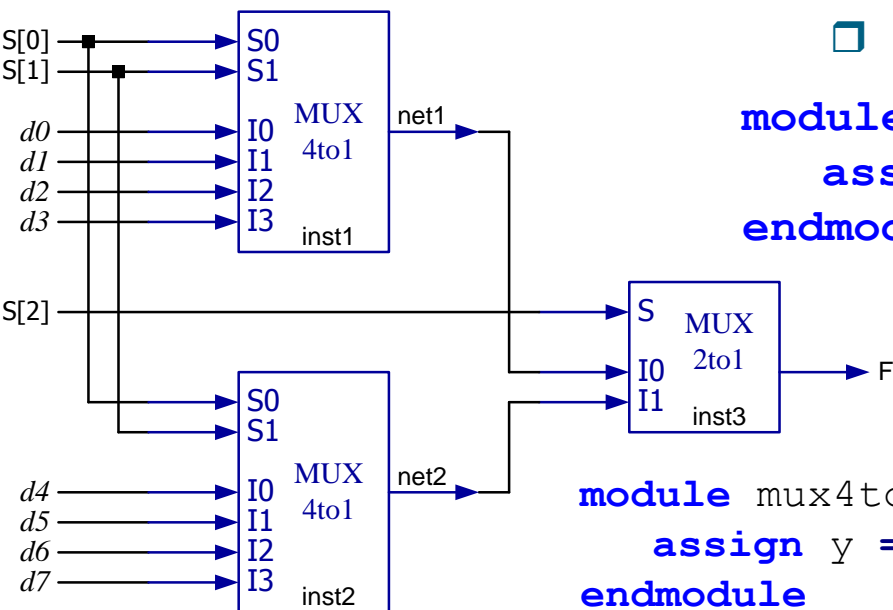 S[0]
S[1]
S0
S1
d0
d1
d2
d3
I0
I1
I2
I3
MUX
4to1
inst1
net1
S[2]
S
I0
I1
MUX
2to1
inst3
F
S0
S1
d4
d5
d6
d7
I0
I1
I2
I3
MUX
4to1
inst2
net2
module
ass
endmod
module mux4to
assign y =
endmodule